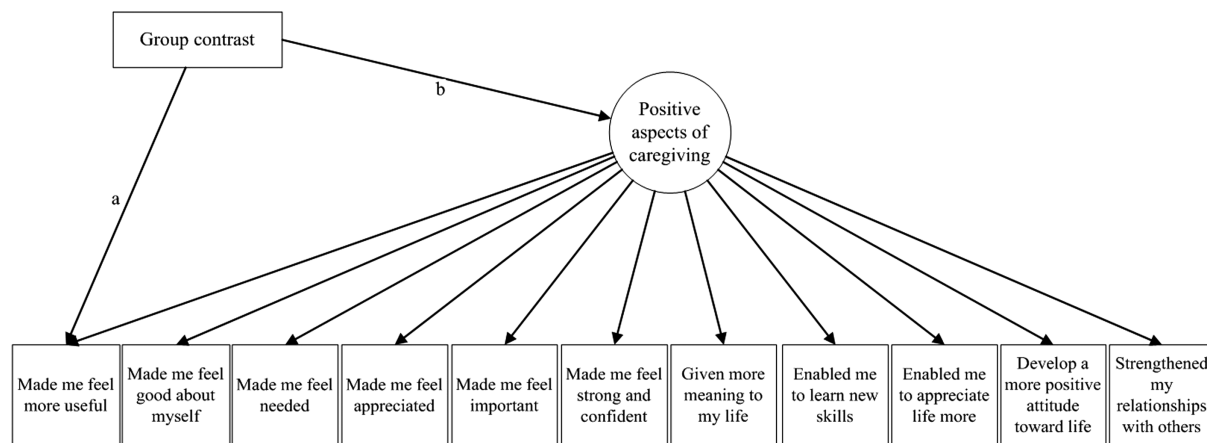 Group contrast
b
Positive
aspects of
caregiving
a
Made me feel
more useful
Made me feel
good about
myself
Made me feel
needed
Made me feel
appreciated
Made me feel
important
Made me feel
strong and
confident
Given more
meaning to
my life
Enabled me
to learn new
skills
Enabled me
to appreciate
life more
Develop a
more positive
attitude
toward life
Strengthened
my
relationships
with others